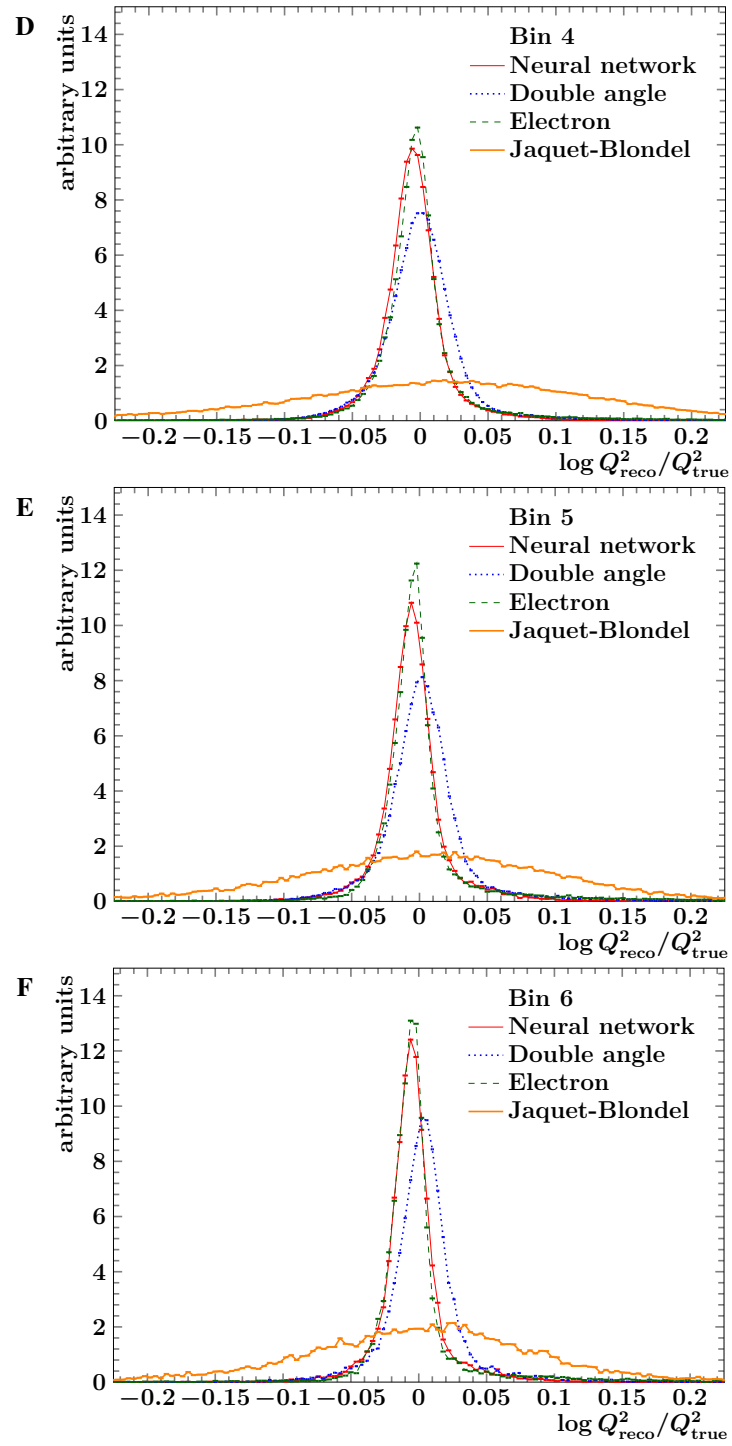 D
arbitrary units
14
12
10
8
6
4
2
0
Bin 4
Neural network
Double angle
Electron
Jaquet-Blondel
−0.2 −0.15 −0.1 −0.05 0 0.05 0.1 0.15 0.2
log Q²reco/Q²true
E
arbitrary units
14
12
10
8
6
4
2
0
Bin 5
Neural network
Double angle
Electron
Jaquet-Blondel
−0.2 −0.15 −0.1 −0.05 0 0.05 0.1 0.15 0.2
log Q²reco/Q²true
F
arbitrary units
14
12
10
8
6
4
2
0
Bin 6
Neural network
Double angle
Electron
Jaquet-Blondel
−0.2 −0.15 −0.1 −0.05 0 0.05 0.1 0.15 0.2
log Q²reco/Q²true